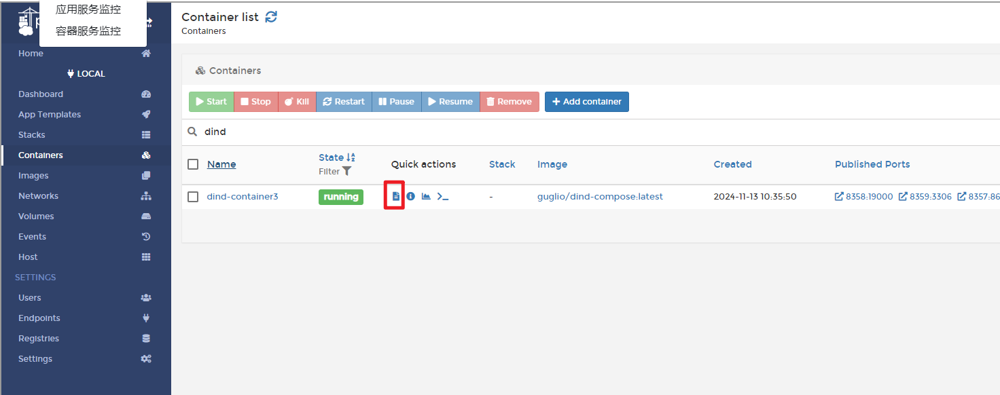 应用服务监控
容器服务监控
Container list
Containers
Home
LOCAL
Dashboard
App Templates
Stacks
Containers
Images
Networks
Volumes
Events
Host
SETTINGS
Users
Endpoints
Registries
Settings
Containers
Start Stop Kill Restart Pause Resume Remove Add container
dind
Name State Filter Quick actions Stack Image Created Published Ports
dind-container3 running - guglio/dind-compose:latest 2024-11-13 10:35:50 8358:19000 8359:3306 8357:86